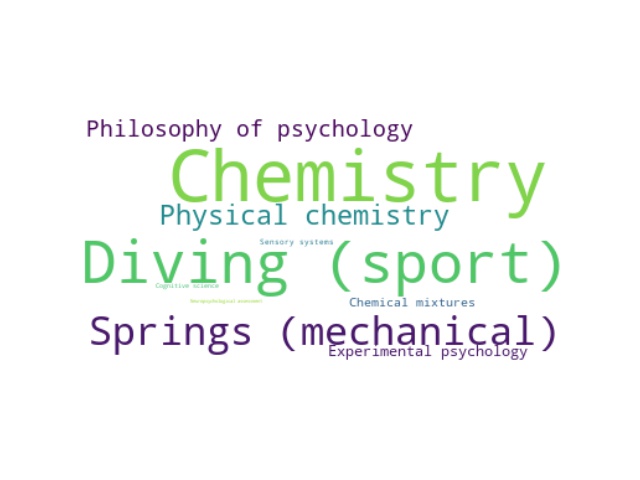 Philosophy of psychology
Chemistry
Physical chemistry
Sensory systems
Diving (sport)
Cognitive science
Neuropsychological assessment
Chemical mixtures
Springs (mechanical)
Experimental psychology